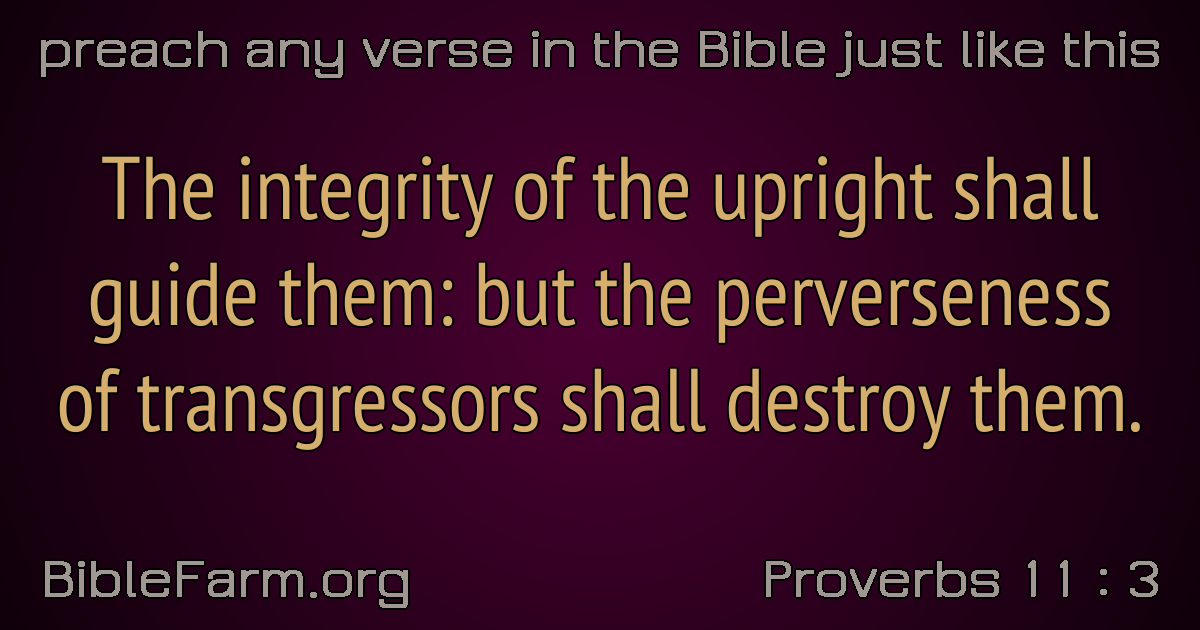 preach any verse in the Bible just like this
The integrity of the upright shall
guide them: but the perverseness
of transgressors shall destroy them.
BibleFarm.org
Proverbs 11 : 3